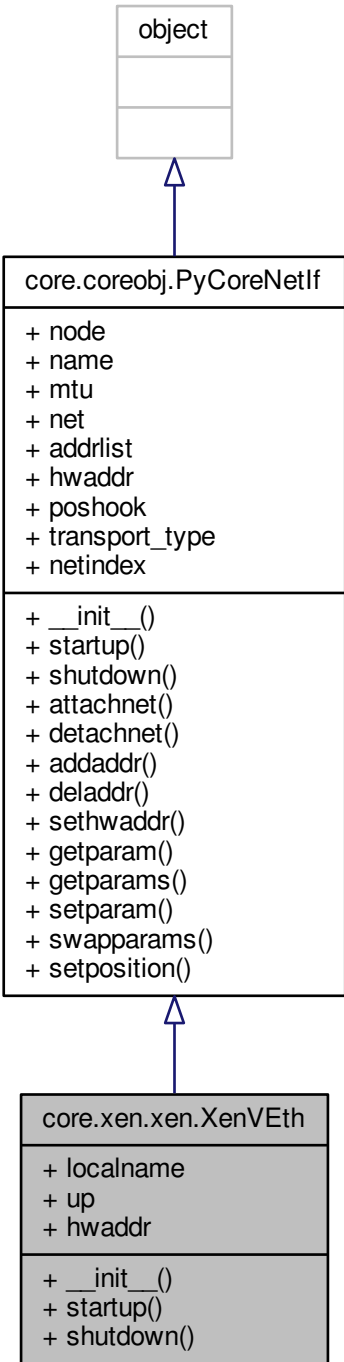 object
core.coreobj.PyCoreNetIf
+ node
+ name
+ mtu
+ net
+ addrlist
+ hwaddr
+ poshook
+ transport_type
+ netindex
+ __init__()
+ startup()
+ shutdown()
+ attachnet()
+ detachnet()
+ addaddr()
+ deladdr()
+ sethwaddr()
+ getparam()
+ getparams()
+ setparam()
+ swapparams()
+ setposition()
core.xen.xen.XenVEth
+ localname
+ up
+ hwaddr
+ __init__()
+ startup()
+ shutdown()